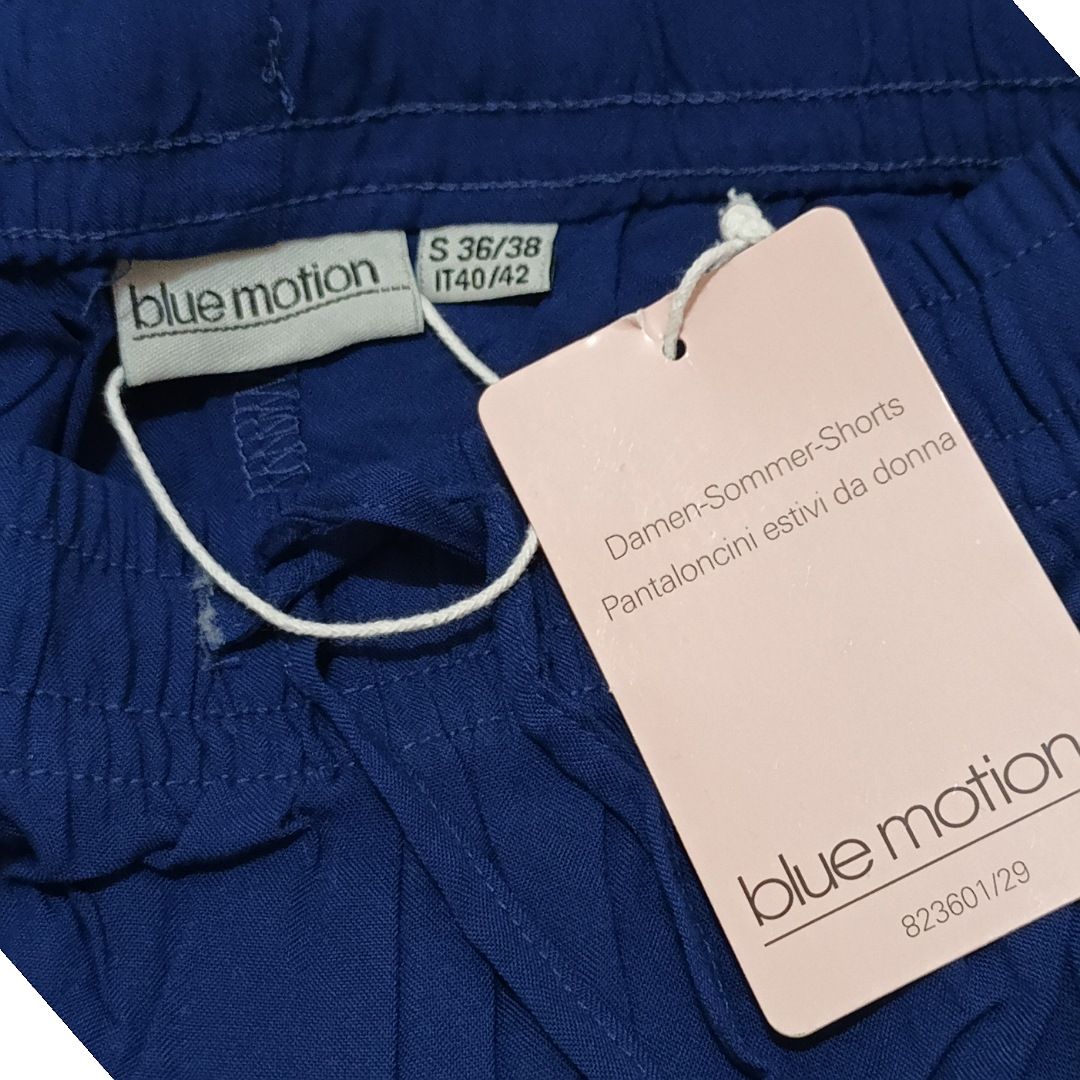 blue motion
S 36/38
IT40/42
Damen-Sommer-Shorts
Pantaloncini estivi da donna
blue motion
823601/29